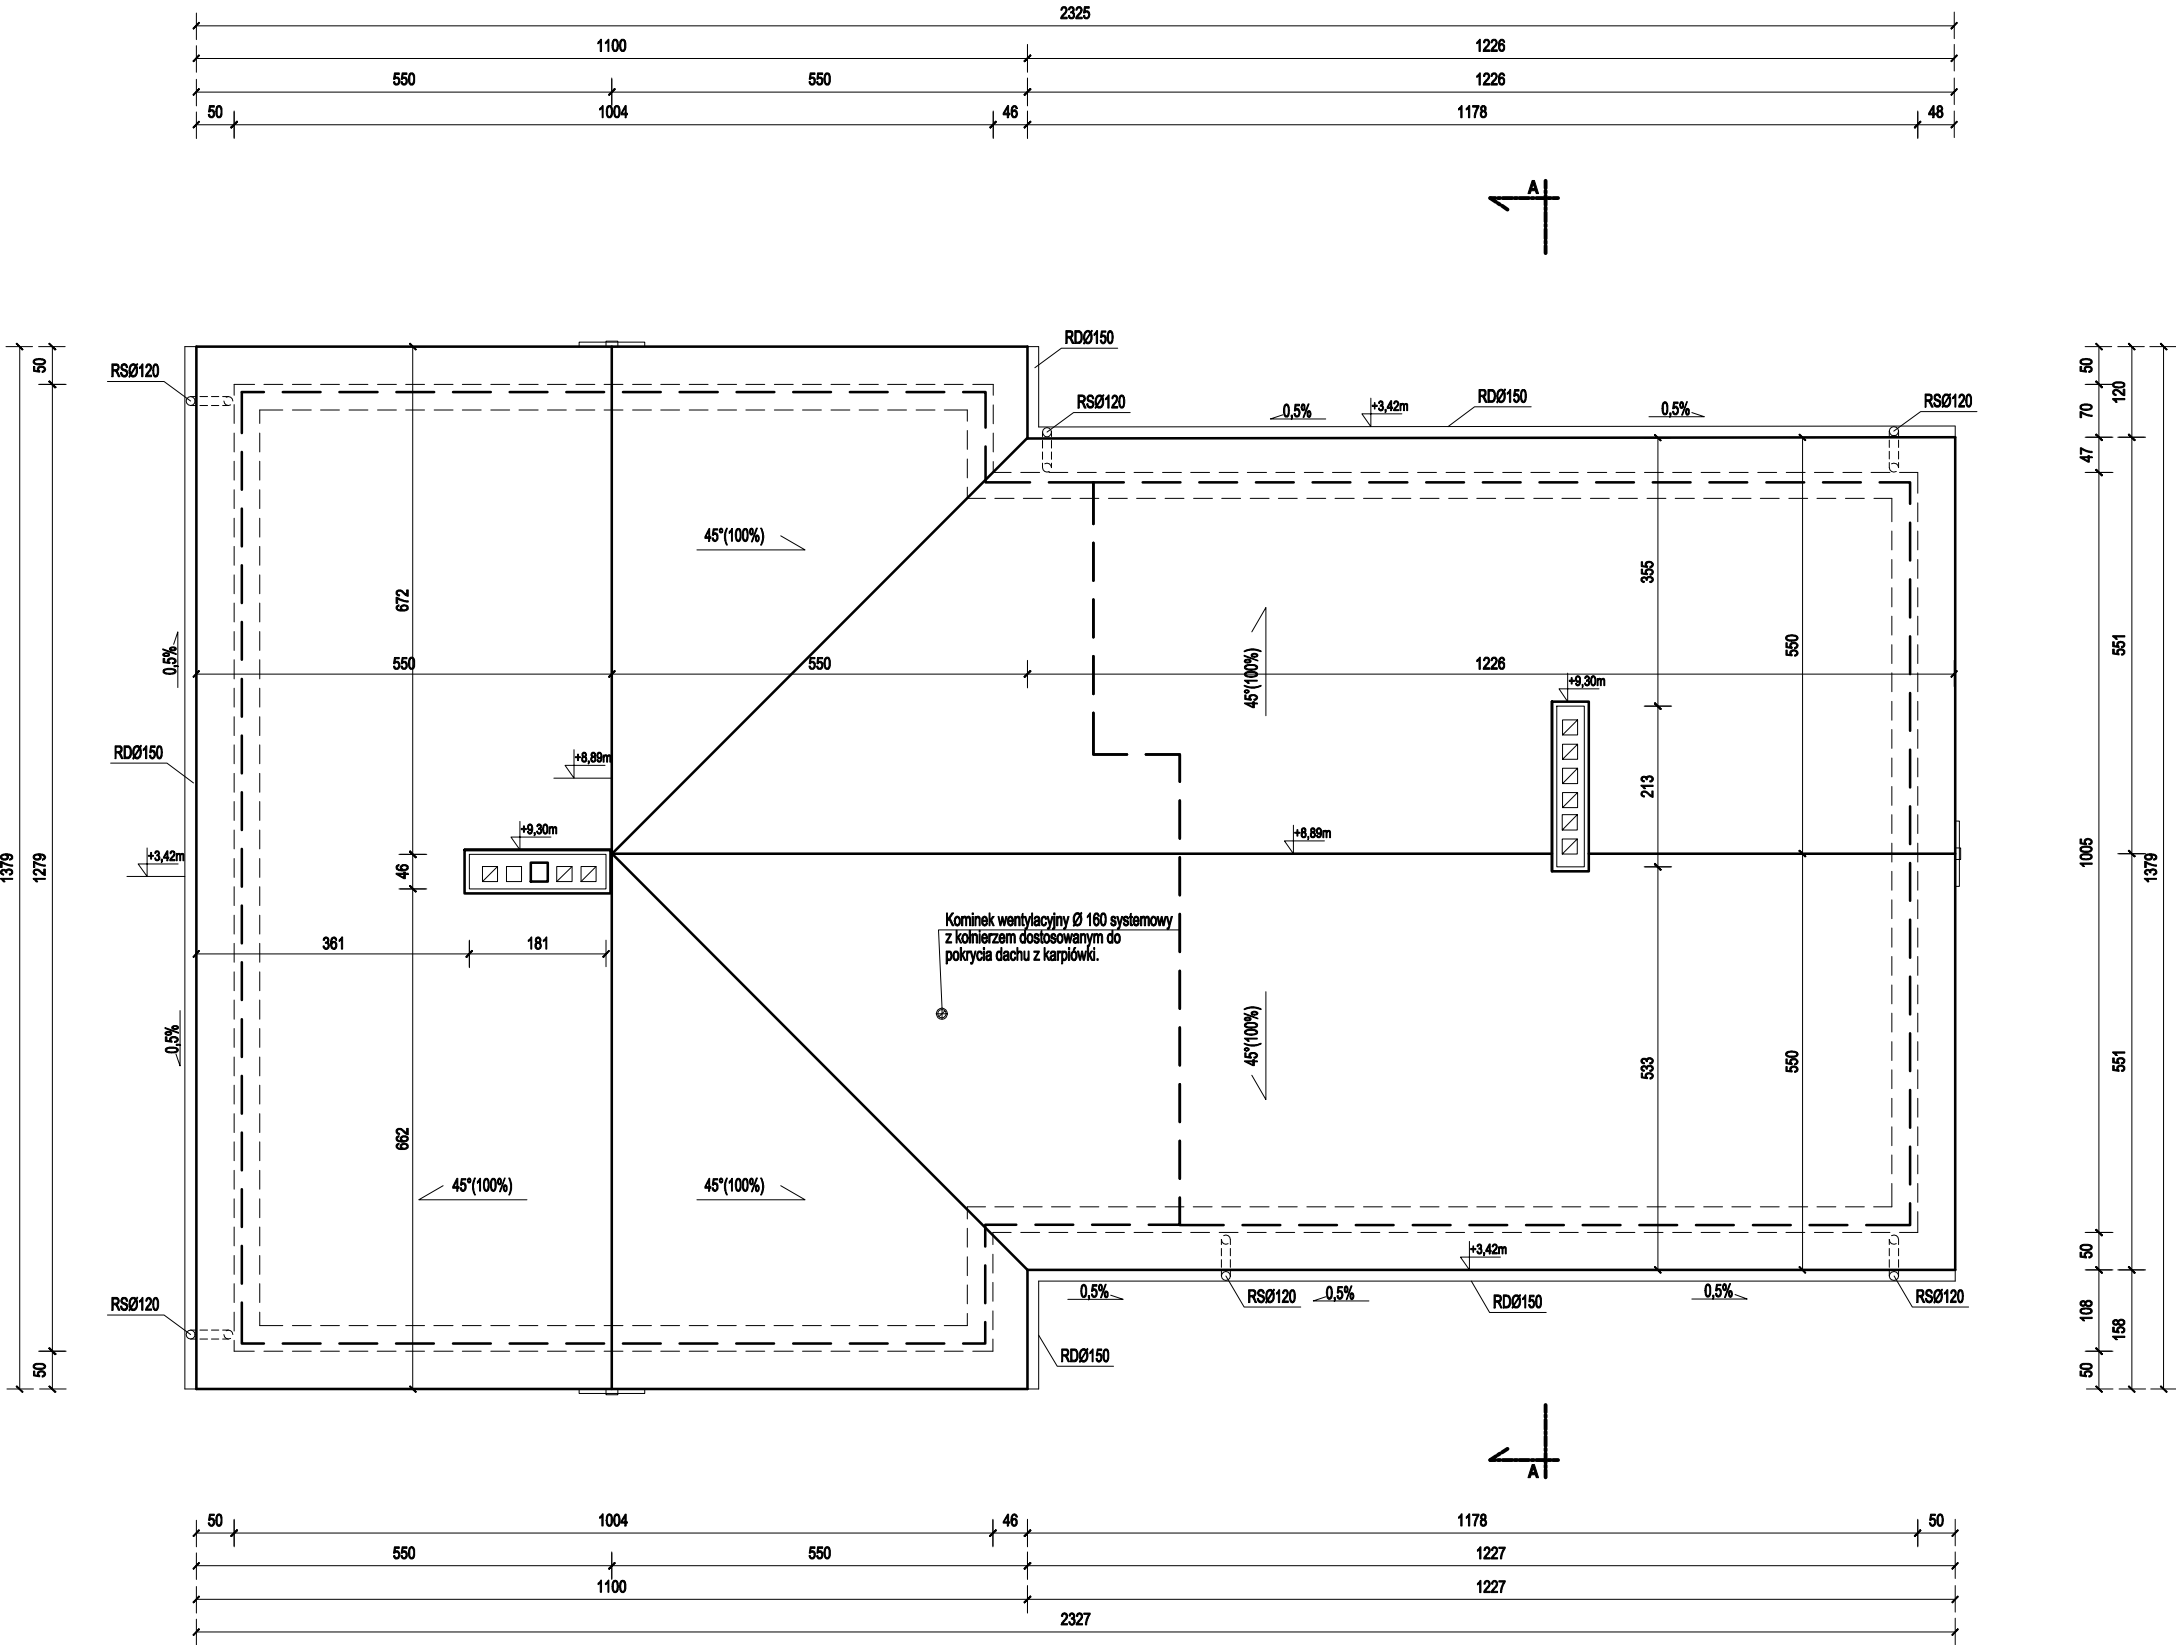 2325
1100
1226
550
550
1226
50
1004
46
1178
48
A
RDØ150
RSØ120
RSØ120
0,5%
+3,42m
RDØ150
0,5%
RSØ120
50
50
120
70
47
45°(100%)
672
355
0,5%
550
550
1226
45°(100%)
550
551
+9,30m
RDØ150
+8,89m
213
+9,30m
+8,89m
+3,42m
1379
1279
46
1005
1379
Kominek wentylacyjny Ø 160 systemowy
z kołnierzem dostosowanym do
pokrycia dachu z karpiówki.
361
181
0,5%
45°(100%)
533
550
551
662
45°(100%)
45°(100%)
+3,42m
50
RSØ120
0,5%
RSØ120
0,5%
RDØ150
0,5%
RSØ120
108
158
RDØ150
50
50
A
50
1004
46
1178
50
550
550
1227
1100
1227
2327